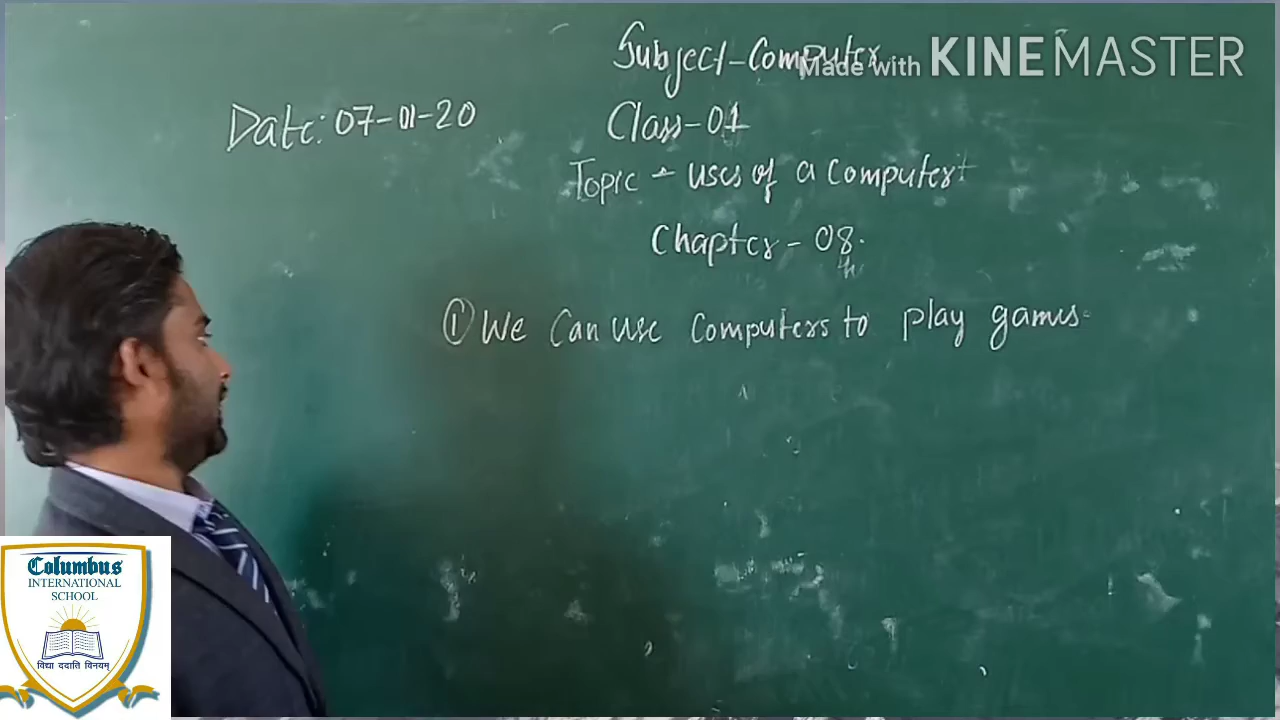 Subject-Computer
Made with KINEMASTER
Date: 07-01-20
Class-01
Topic - uses of a Computer
Chapter - 08.
① We Can use Computers to play games.
Columbus
INTERNATIONAL
SCHOOL
विद्या ददाति विनयम्